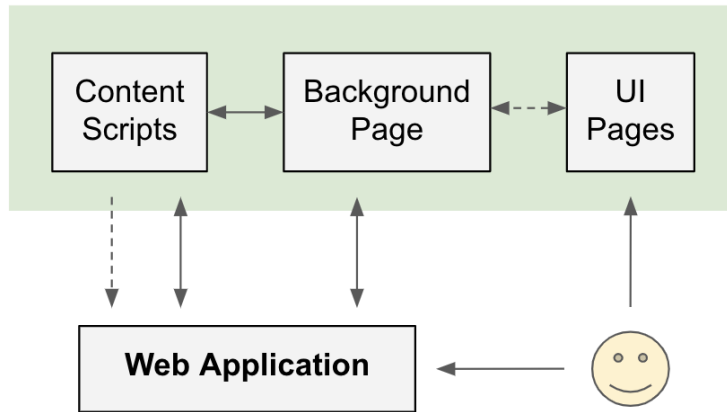 Content
Scripts
Background
Page
UI
Pages
Web Application